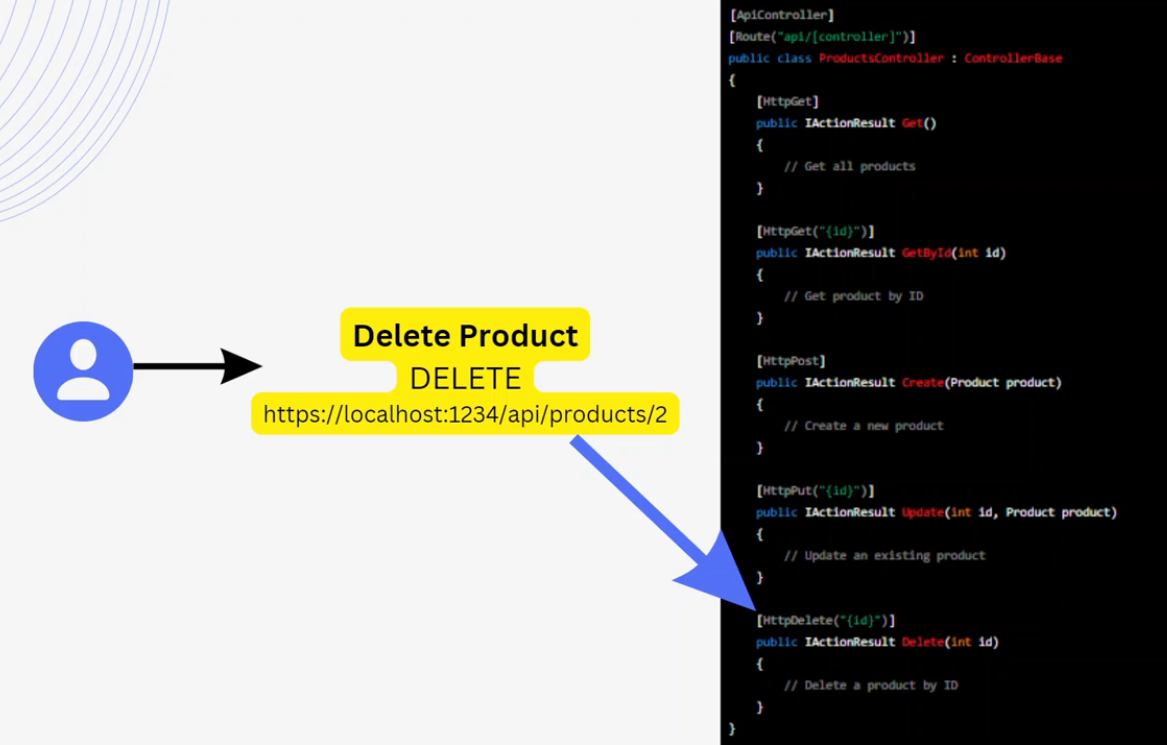 Delete Product
DELETE
https://localhost:1234/api/products/2
[ApiController]
[Route("api/[controller]")]
public class ProductsController : ControllerBase
{
    [HttpGet]
    public IActionResult Get()
    {
        // Get all products
    }

    [HttpGet("{id}")]
    public IActionResult GetById(int id)
    {
        // Get product by ID
    }

    [HttpPost]
    public IActionResult Create(Product product)
    {
        // Create a new product
    }

    [HttpPut("{id}")]
    public IActionResult Update(int id, Product product)
    {
        // Update an existing product
    }

    [HttpDelete("{id}")]
    public IActionResult Delete(int id)
    {
        // Delete a product by ID
    }
}